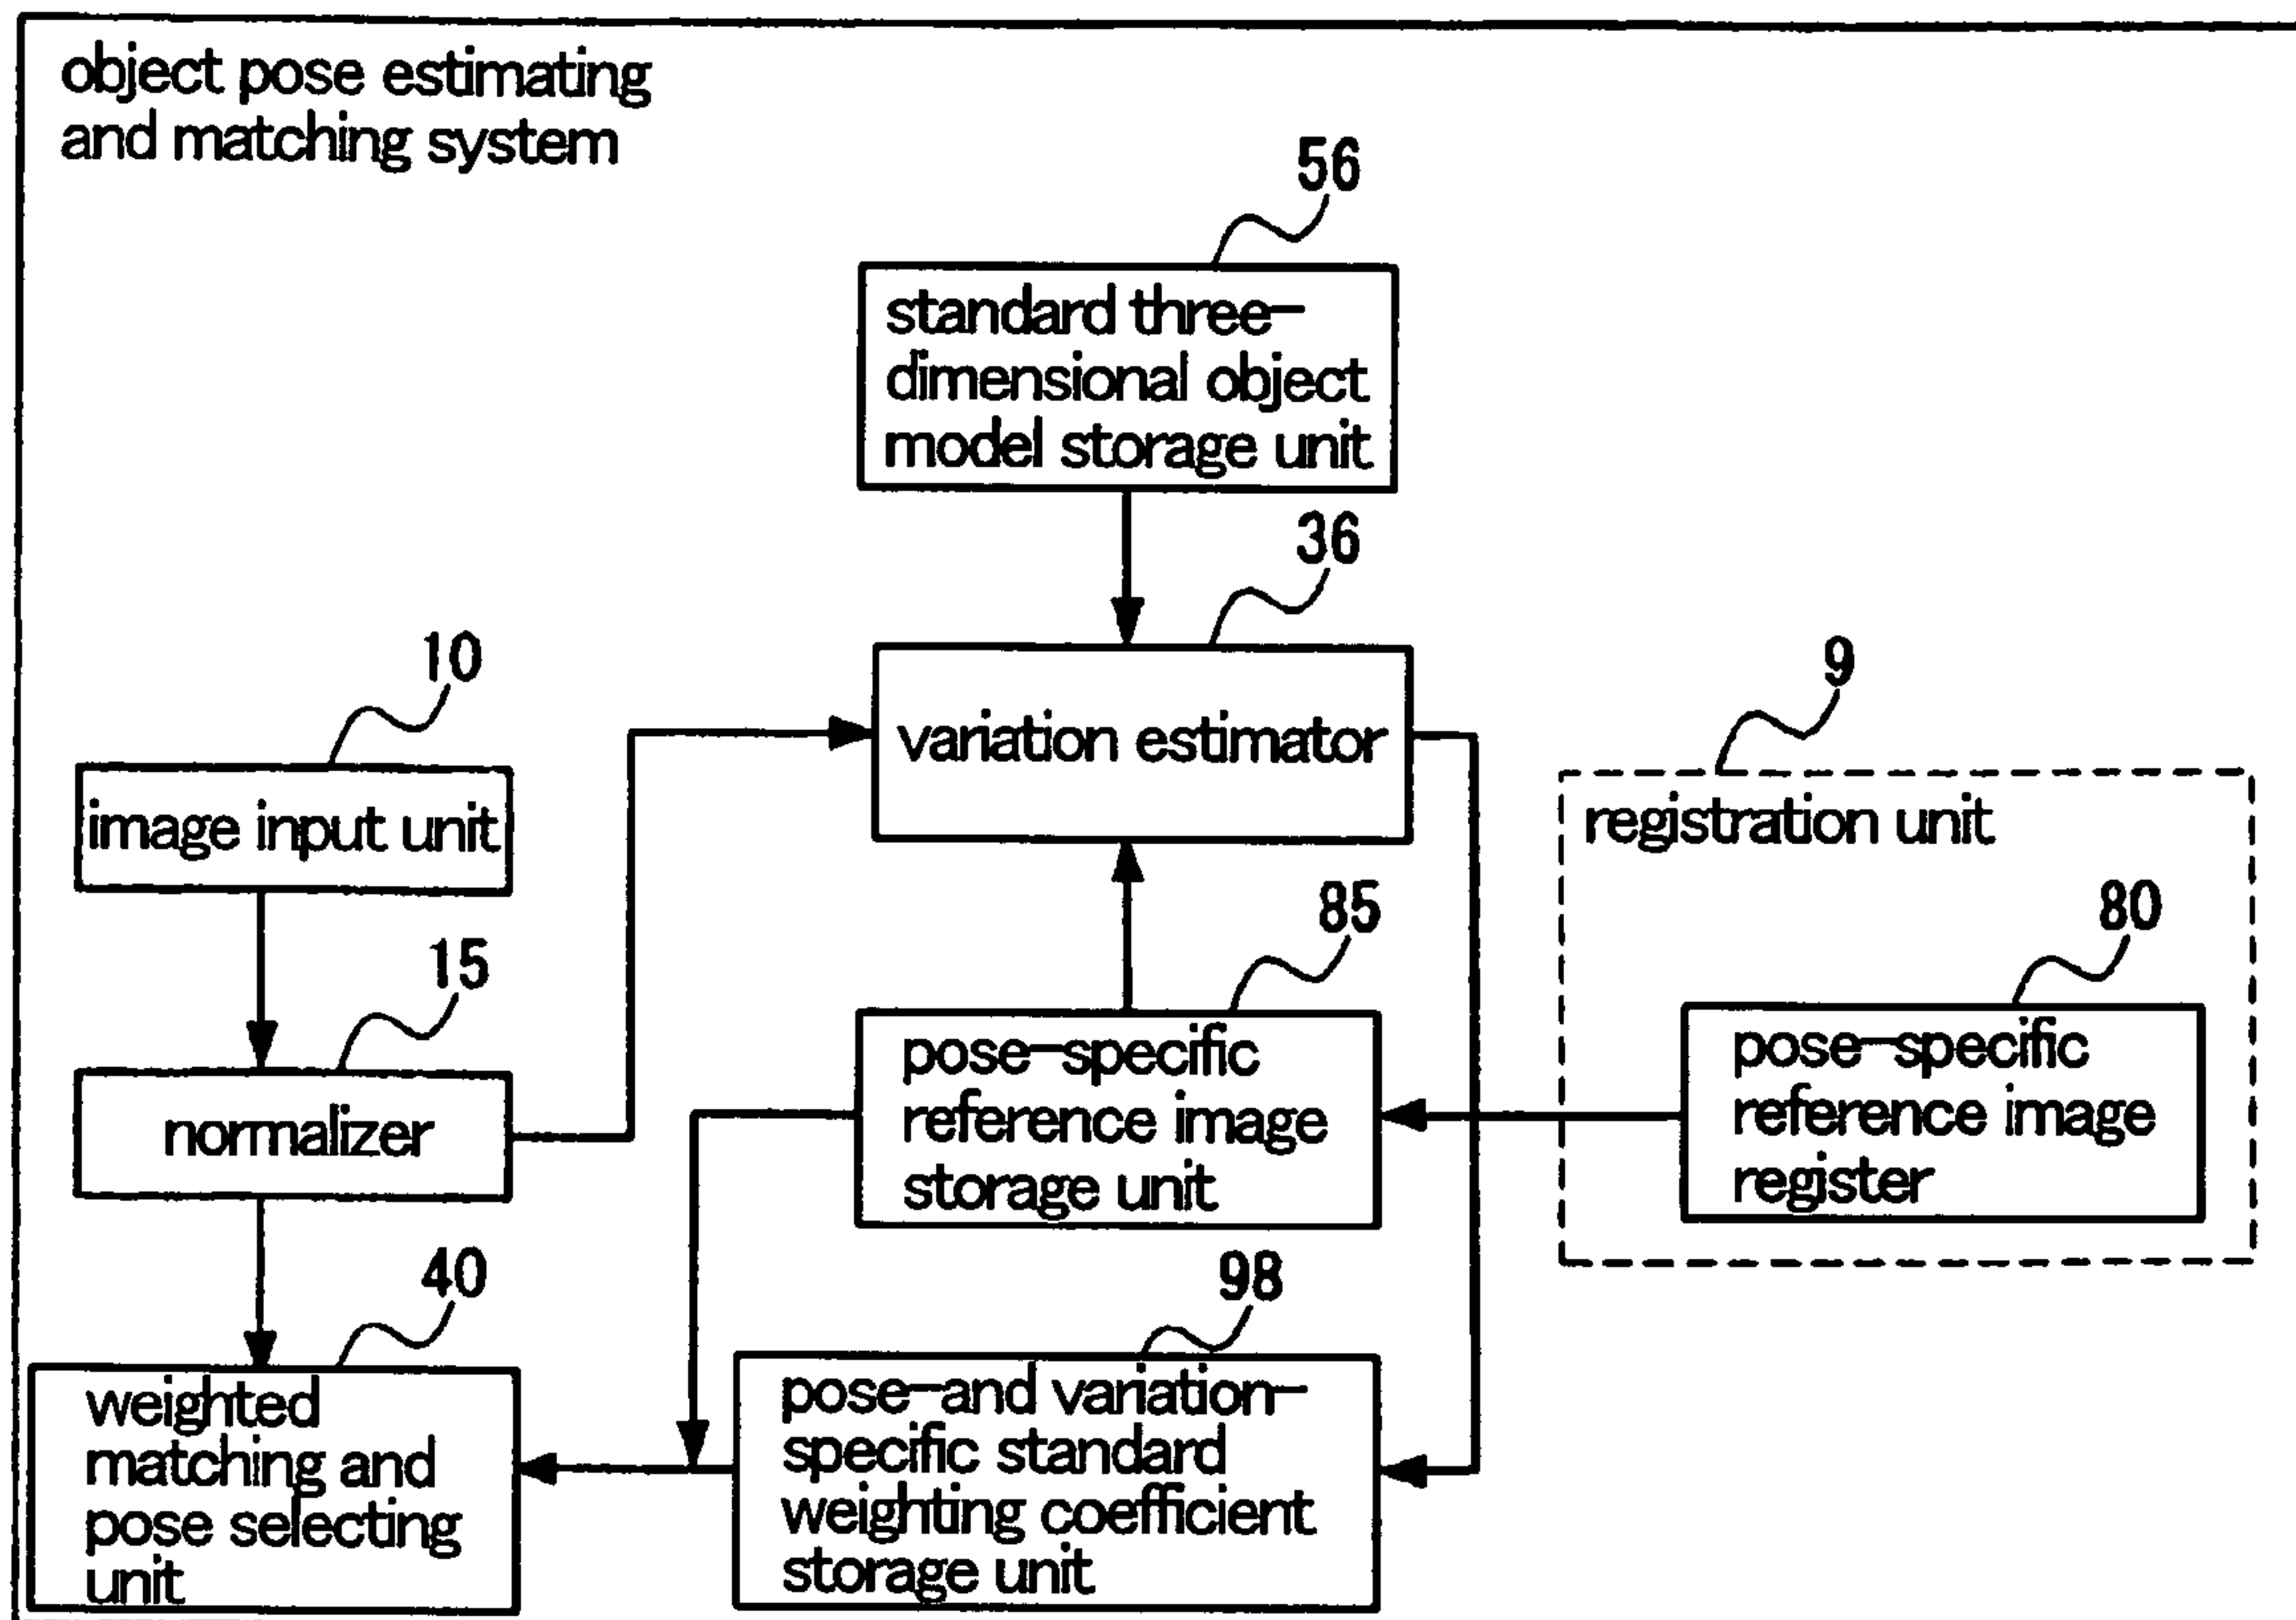 object pose estimating
and matching system
56
standard three-
dimensional object
model storage unit
36
variation estimator
10
image input unit
9
registration unit
15
normalizer
85
pose-specific
reference image
storage unit
80
pose-specific
reference image
register
40
weighted
matching and
pose selecting
unit
98
pose-and variation-
specific standard
weighting coefficient
storage unit